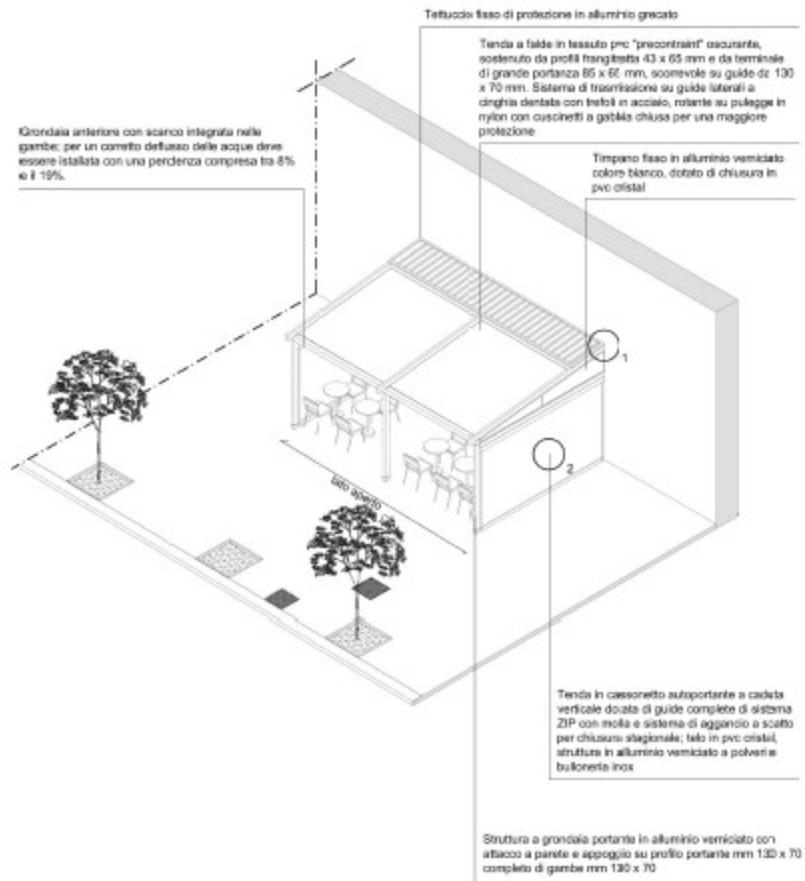 Tettuccio fisso di protezione in alluminio grecato
Tenda a falde in tessuto pvc "precontraint" oscurante,
sostenuto da profili frangitratta 43 x 65 mm e da terminale
di grande portanza 85 x 65 mm, scorrevole su guide da 130
x 70 mm. Sistema di trasmissione su guide laterali a
cinghia dentata con trefoli in acciaio, rotante su pulegge in
nylon con cuscinetti a gabbia chiusa per una maggiore
protezione
Grondaia anteriore con scarico integrata nelle
gambe; per un corretto deflusso delle acque deve
essere istallata con una pendenza compresa tra 8%
e il 19%.
Timpano fisso in alluminio verniciato
colore bianco, dotato di chiusura in
pvc cristal
1
2
lato aperto
Tenda in cassonetto autoportante a caduta
verticale dotata di guide complete di sistema
ZIP con molla e sistema di aggancio a scatto
per chiusura stagionale; telo in pvc cristal,
struttura in alluminio verniciato a polveri e
bulloneria inox
Struttura a grondaia portante in alluminio verniciato con
attacco a parete e appoggio su profilo portante mm 130 x 70
completo di gambe mm 130 x 70